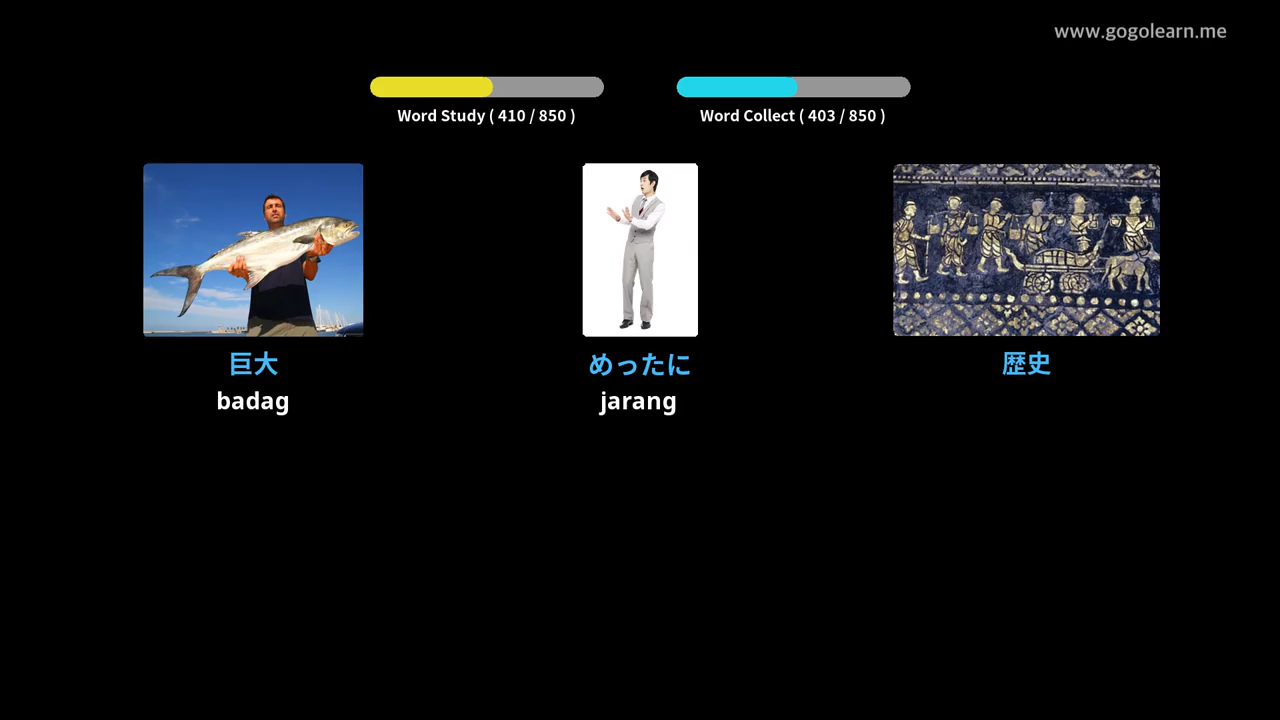 www.gogolearn.me
Word Study ( 410 / 850 )
Word Collect ( 403 / 850 )
巨大
めったに
歴史
badag
jarang